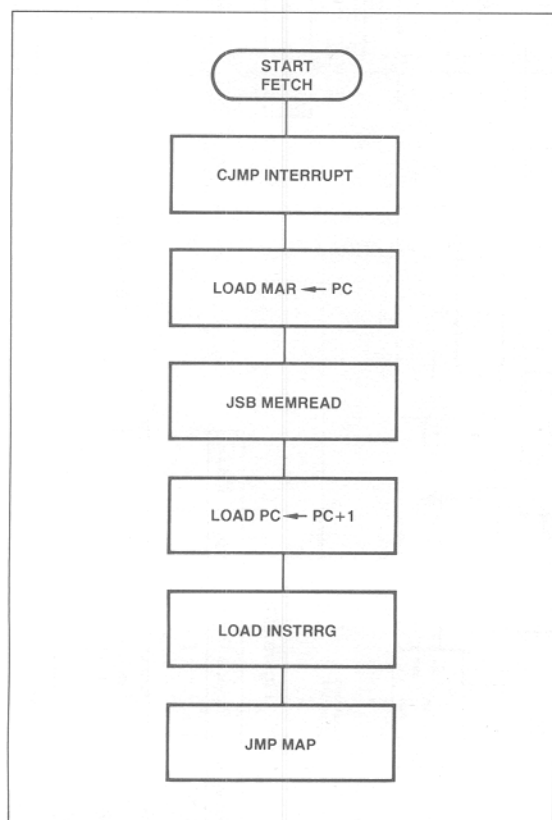 START
FETCH
CJMP INTERRUPT
LOAD MAR ← PC
JSB MEMREAD
LOAD PC ← PC+1
LOAD INSTRRG
JMP MAP